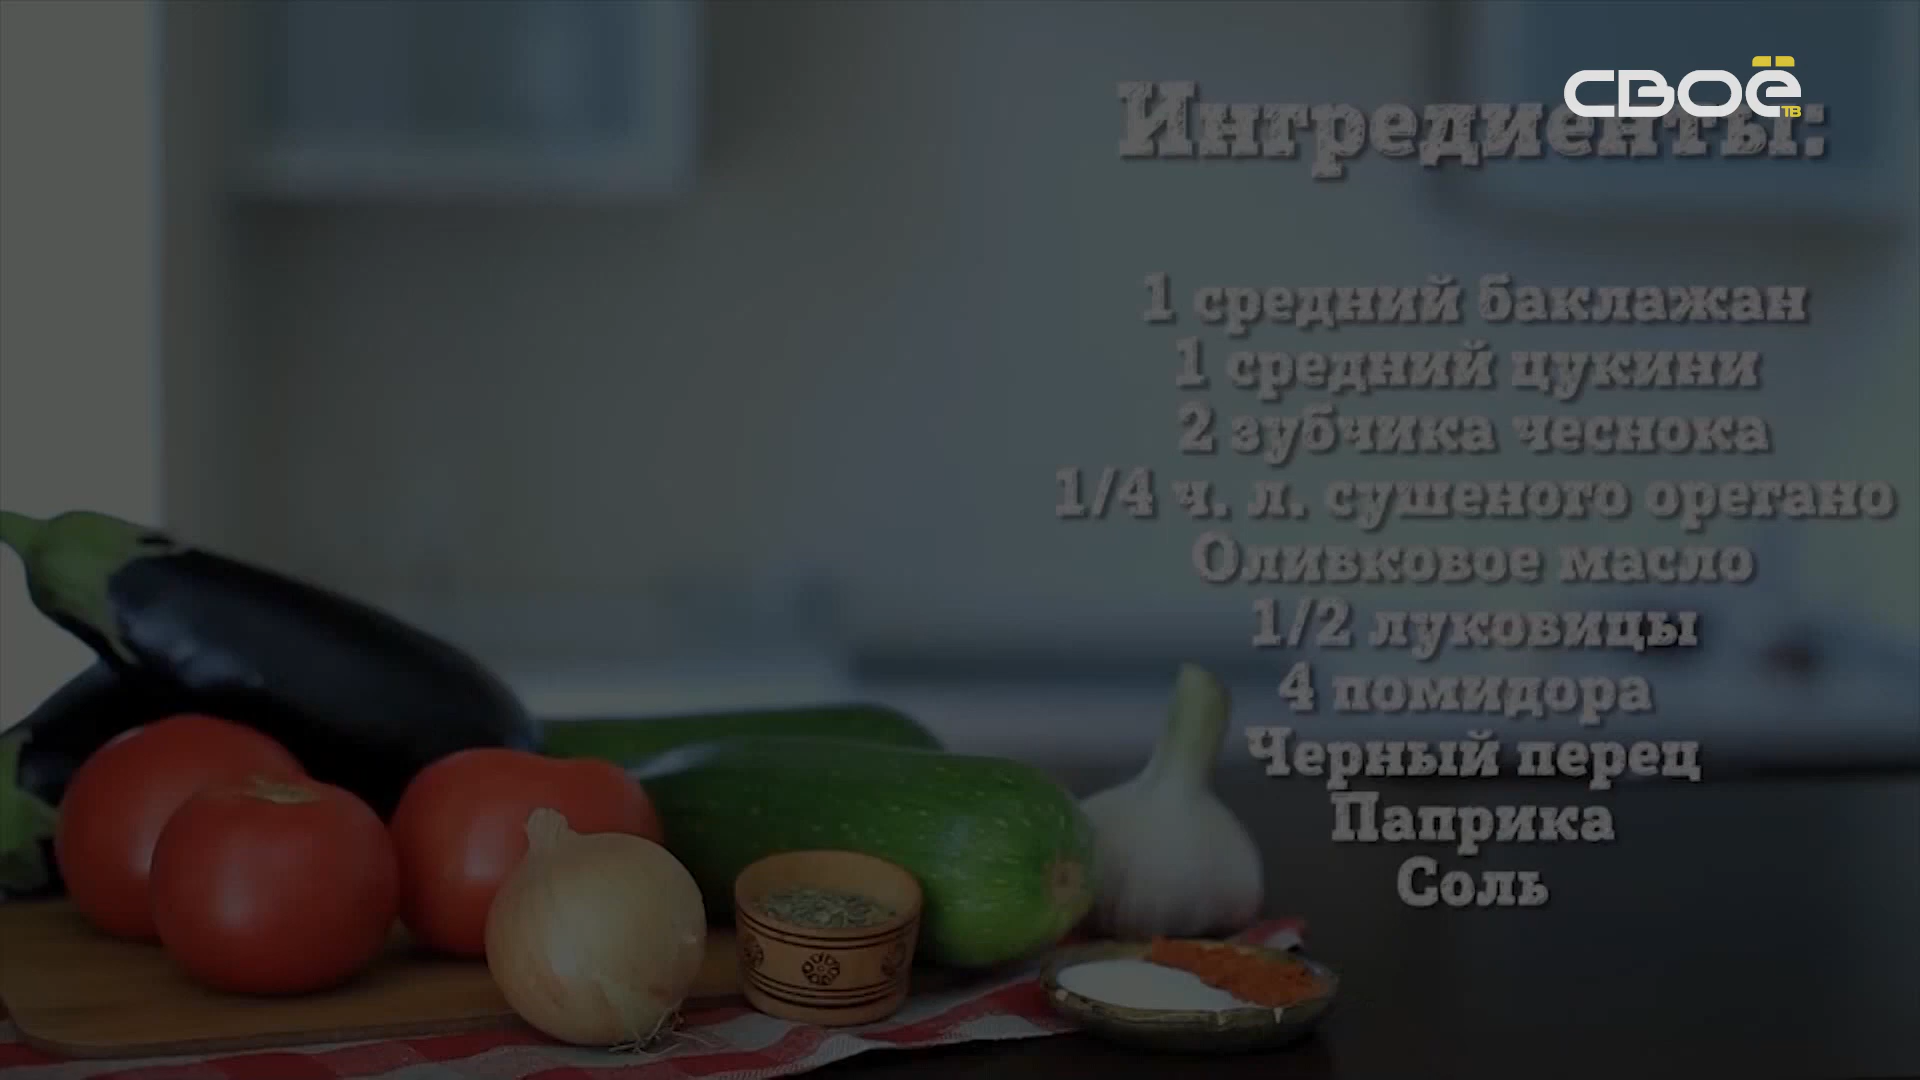 СВОЁ
ТВ
Ингредиенты:
1 средний баклажан
1 средний цукини
2 зубчика чеснока
1/4 ч. л. сушеного орегано
Оливковое масло
1/2 луковицы
4 помидора
Черный перец
Паприка
Соль